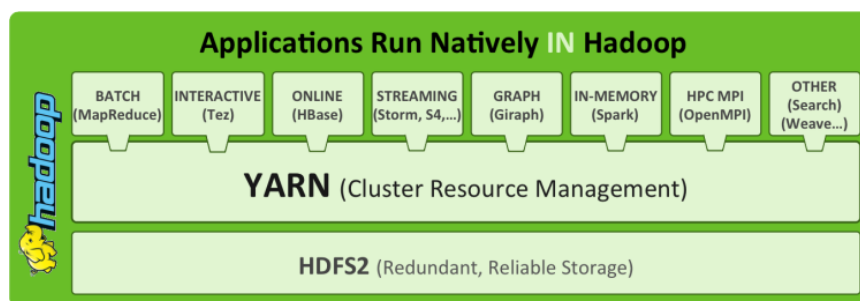 Applications Run Natively IN Hadoop
hadoop
BATCH
(MapReduce)
INTERACTIVE
(Tez)
ONLINE
(HBase)
STREAMING
(Storm, S4,...)
GRAPH
(Giraph)
IN-MEMORY
(Spark)
HPC MPI
(OpenMPI)
OTHER
(Search)
(Weave...)
YARN (Cluster Resource Management)
HDFS2 (Redundant, Reliable Storage)